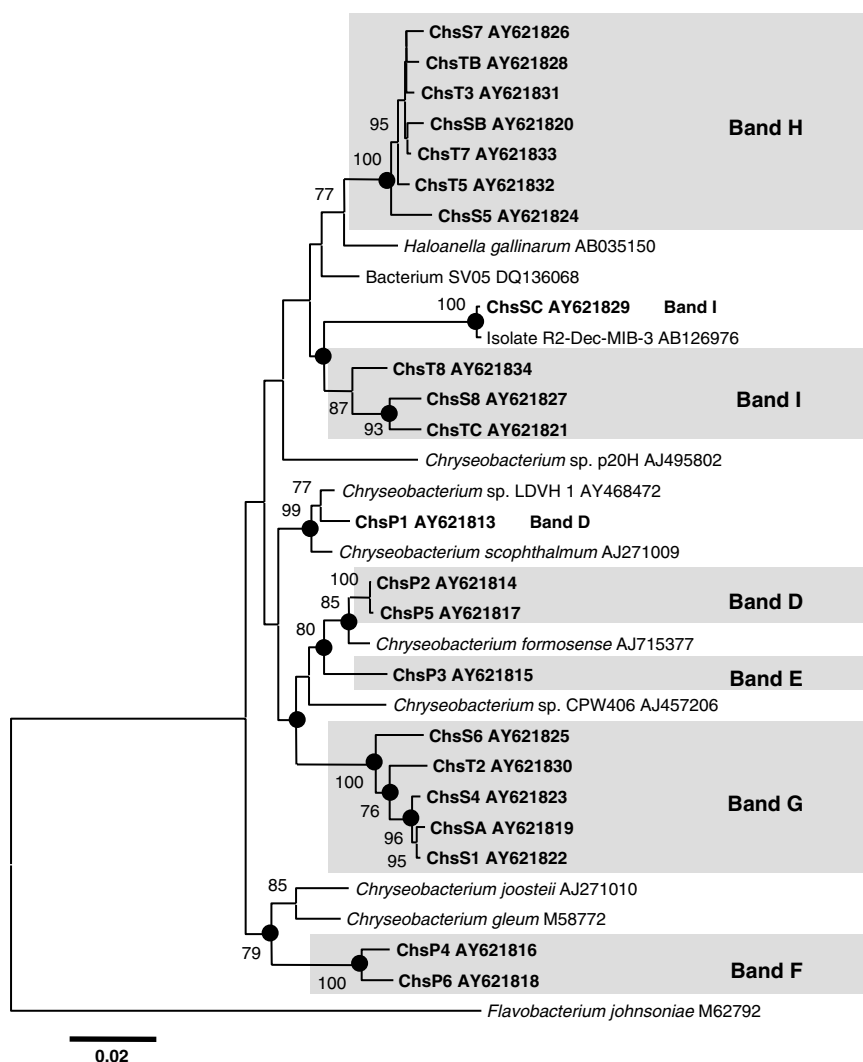 ChsS7 AY621826
ChsTB AY621828
ChsT3 AY621831
95
ChsSB AY621820
Band H
100
ChsT7 AY621833
77
ChsT5 AY621832
ChsS5 AY621824
Haloanella gallinarum AB035150
Bacterium SV05 DQ136068
100
ChsSC AY621829 Band I
Isolate R2-Dec-MIB-3 AB126976
ChsT8 AY621834
87
ChsS8 AY621827
Band I
93
ChsTC AY621821
Chryseobacterium sp. p20H AJ495802
77
Chryseobacterium sp. LDVH 1 AY468472
99
ChsP1 AY621813 Band D
Chryseobacterium scophthalmum AJ271009
100
ChsP2 AY621814
85
ChsP5 AY621817
Band D
80
Chryseobacterium formosense AJ715377
ChsP3 AY621815
Band E
Chryseobacterium sp. CPW406 AJ457206
ChsS6 AY621825
100
ChsT2 AY621830
76
ChsS4 AY621823
Band G
96
ChsSA AY621819
95
ChsS1 AY621822
85
Chryseobacterium joosteii AJ271010
Chryseobacterium gleum M58772
79
ChsP4 AY621816
Band F
100
ChsP6 AY621818
Flavobacterium johnsoniae M62792
0.02